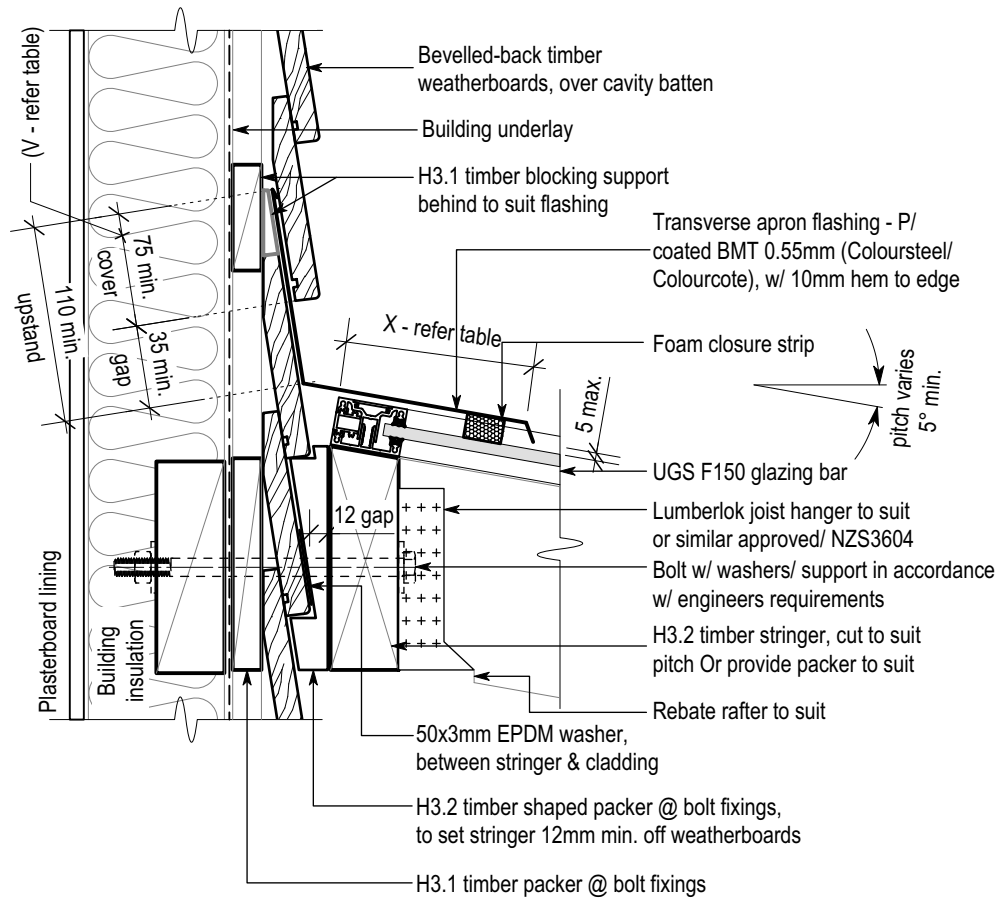 Bevelled-back timber
weatherboards, over cavity batten
Building underlay
H3.1 timber blocking support
behind to suit flashing
Transverse apron flashing - P/
coated BMT 0.55mm (Coloursteel/
Colourcote), w/ 10mm hem to edge
Foam closure strip
X - refer table
5 max.
pitch varies
5° min.
UGS F150 glazing bar
Lumberlok joist hanger to suit
or similar approved/ NZS3604
Bolt w/ washers/ support in accordance
w/ engineers requirements
H3.2 timber stringer, cut to suit
pitch Or provide packer to suit
Rebate rafter to suit
12 gap
50x3mm EPDM washer,
between stringer & cladding
H3.2 timber shaped packer @ bolt fixings,
to set stringer 12mm min. off weatherboards
H3.1 timber packer @ bolt fixings
(V - refer table)
75 min.
cover
35 min.
gap
110 min.
upstand
Plasterboard lining
Building
insulation